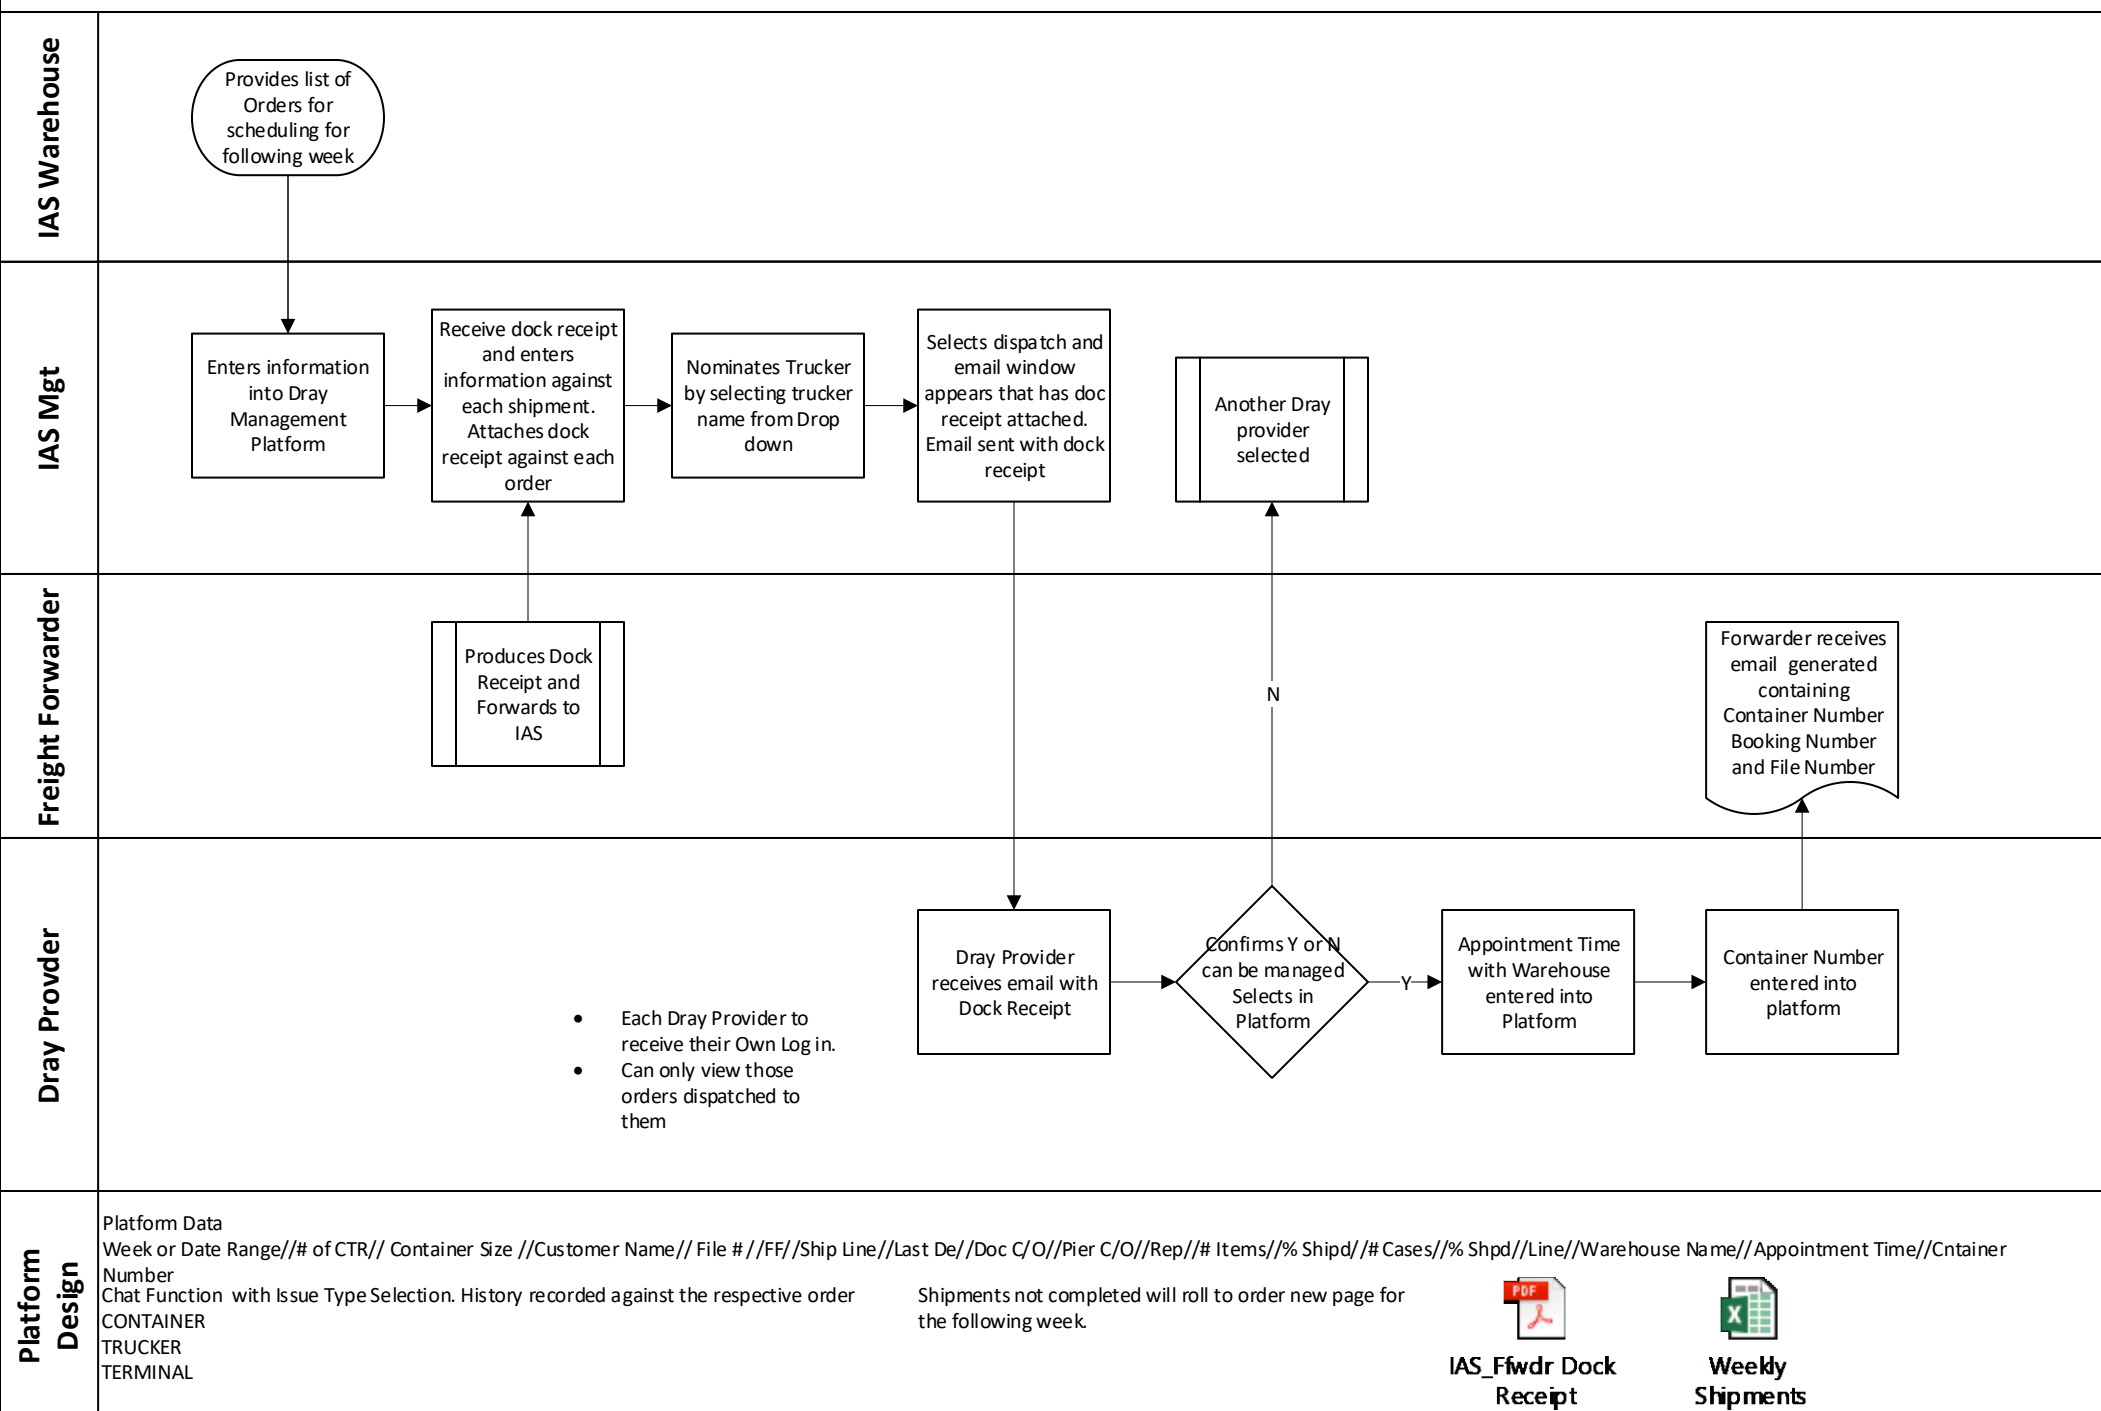 IAS Warehouse
Provides list of
Orders for
scheduling for
following week
IAS Mgt
Enters information
into Dray
Management
Platform
Receive dock receipt
and enters
information against
each shipment.
Attaches dock
receipt against each
order
Nominates Trucker
by selecting trucker
name from Drop
down
Selects dispatch and
email window
appears that has doc
receipt attached.
Email sent with dock
receipt
Another Dray
provider
selected
Freight Forwarder
Produces Dock
Receipt and
Forwards to
IAS
N
Forwarder receives
email generated
containing
Container Number
Booking Number
and File Number
Dray Provder
• Each Dray Provider to
receive their Own Log in.
• Can only view those
orders dispatched to
them
Dray Provider
receives email with
Dock Receipt
Confirms Y or N
can be managed
Selects in
Platform
Y
Appointment Time
with Warehouse
entered into
Platform
Container Number
entered into
platform
Platform
Design
Platform Data
Week or Date Range//# of CTR// Container Size //Customer Name// File # //FF//Ship Line//Last De//Doc C/O//Pier C/O//Rep//# Items//% Shipd//# Cases//% Shpd//Line//Warehouse Name//Appointment Time//Cntainer
Number
Chat Function with Issue Type Selection. History recorded against the respective order
CONTAINER
TRUCKER
TERMINAL
Shipments not completed will roll to order new page for
the following week.
PDF
IAS_Ffwdr Dock
Receipt
X
Weekly
Shipments